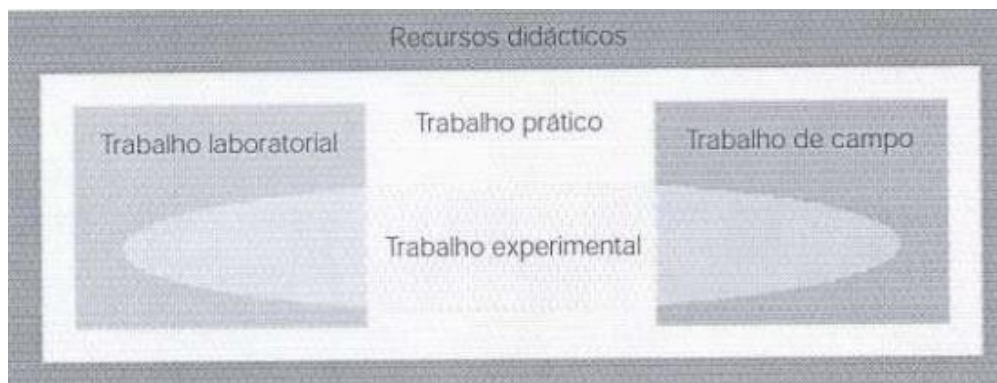 Recursos didácticos
Trabalho laboratorial
Trabalho prático
Trabalho de campo
Trabalho experimental